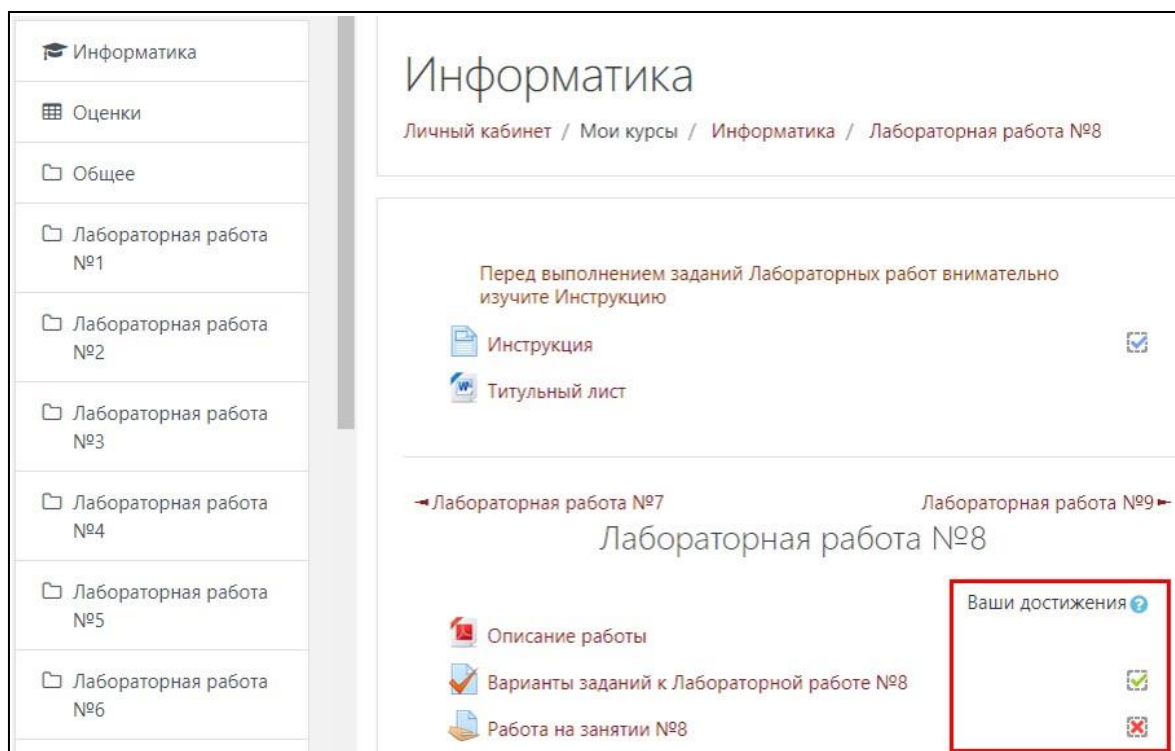 Информатика
Оценки
Общее
Лабораторная работа
№1
Лабораторная работа
№2
Лабораторная работа
№3
Лабораторная работа
№4
Лабораторная работа
№5
Лабораторная работа
№6
Информатика
Личный кабинет / Мои курсы / Информатика / Лабораторная работа №8
Перед выполнением заданий Лабораторных работ внимательно
изучите Инструкцию
Инструкция
Титульный лист
Лабораторная работа №7 Лабораторная работа №9
Лабораторная работа №8
Ваши достижения
Описание работы
Варианты заданий к Лабораторной работе №8
Работа на занятии №8